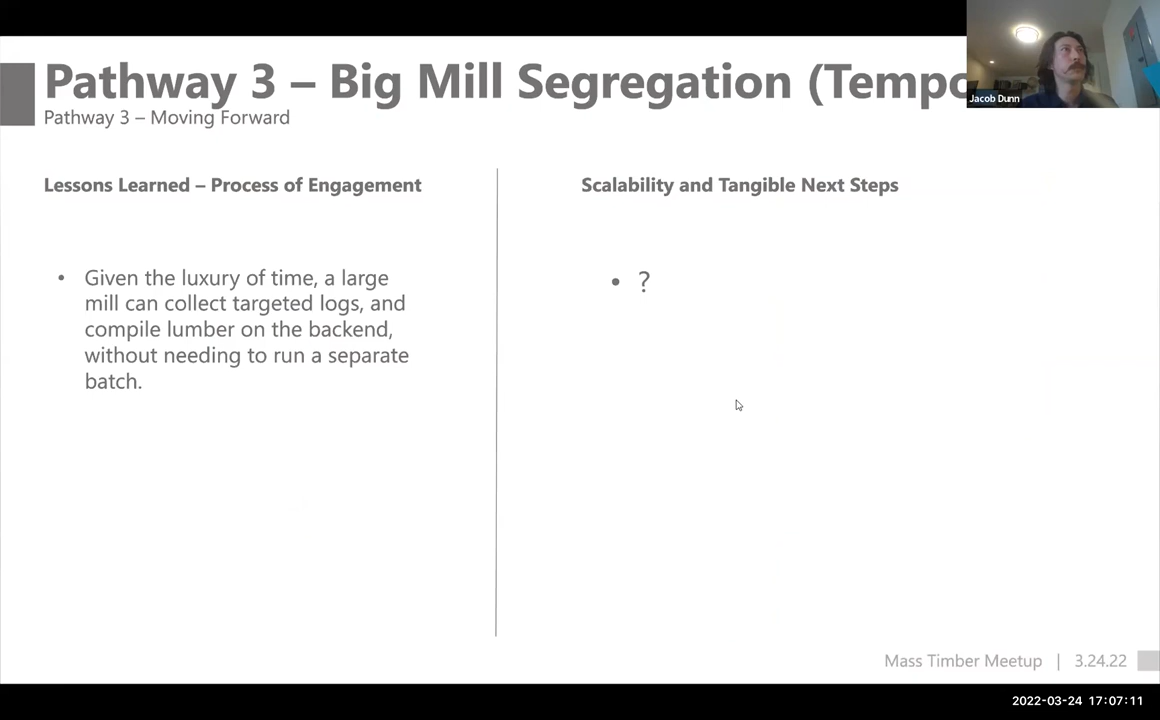 Pathway 3 – Big Mill Segregation (Tempo
Pathway 3 – Moving Forward
Jacob Dunn
Lessons Learned – Process of Engagement
• Given the luxury of time, a large
mill can collect targeted logs, and
compile lumber on the backend,
without needing to run a separate
batch.
Scalability and Tangible Next Steps
• ?
Mass Timber Meetup | 3.24.22
2022-03-24 17:07:11